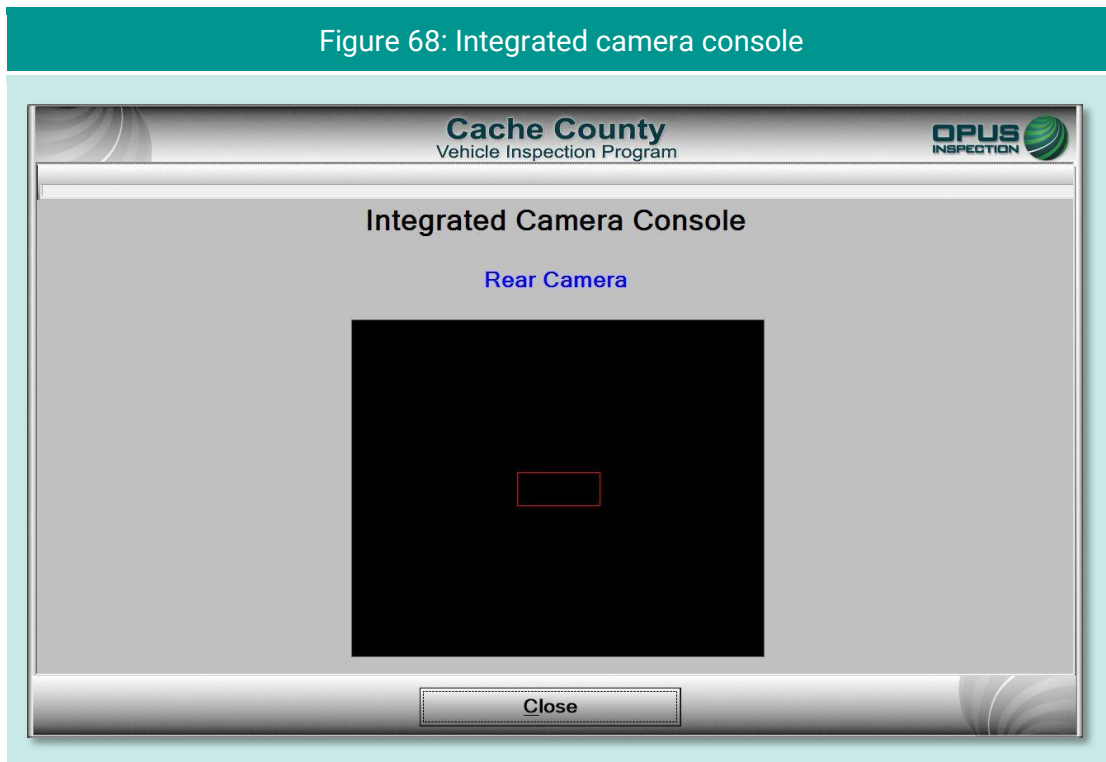 Figure 68: Integrated camera console
Cache County
Vehicle Inspection Program
OPUS
INSPECTION
Integrated Camera Console
Rear Camera
Close